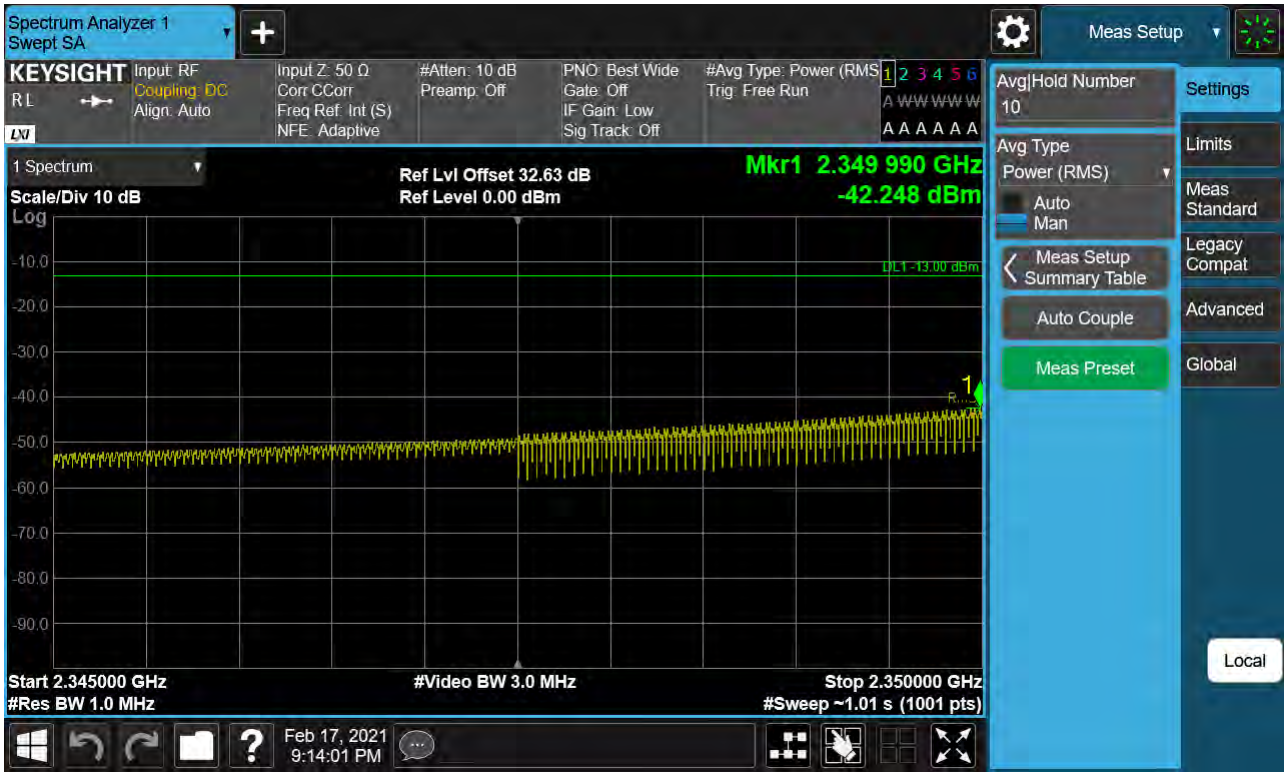 Spectrum Analyzer 1
Swept SA
+
Meas Setup
KEYSIGHT
RL
LXI
Input: RF
Coupling: DC
Align: Auto
Input Z: 50 Ω
Corr CCorr
Freq Ref: Int (S)
NFE: Adaptive
#Atten: 10 dB
Preamp: Off
PNO: Best Wide
Gate: Off
IF Gain: Low
Sig Track: Off
#Avg Type: Power (RMS
Trig: Free Run
1 2 3 4 5 6
A W W W W W
A A A A A A
1 Spectrum
Scale/Div 10 dB
Log
Ref Lvl Offset 32.63 dB
Ref Level 0.00 dBm
Mkr1 2.349 990 GHz
-42.248 dBm
DL1 -13.00 dBm
-10.0
-20.0
-30.0
-40.0
-50.0
-60.0
-70.0
-80.0
-90.0
1
Start 2.345000 GHz
#Res BW 1.0 MHz
#Video BW 3.0 MHz
Stop 2.350000 GHz
#Sweep ~1.01 s (1001 pts)
Avg|Hold Number
10
Avg Type
Power (RMS)
Auto
Man
Meas Setup
Summary Table
Auto Couple
Meas Preset
Settings
Limits
Meas
Standard
Legacy
Compat
Advanced
Global
Local
?
Feb 17, 2021
9:14:01 PM